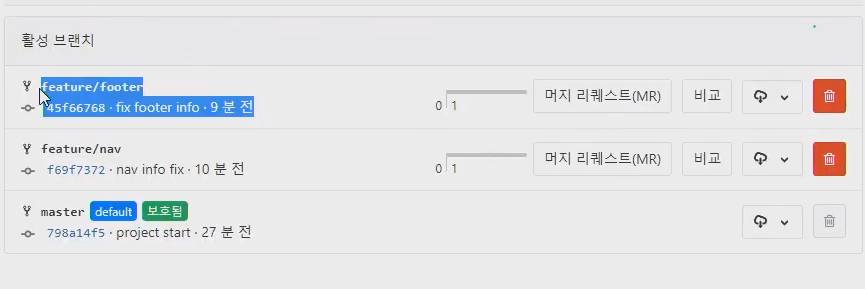 활성 브랜치
feature/footer
45f66768 · fix footer info · 9 분 전
0 1 머지 리퀘스트(MR) 비교
feature/nav
f69f7372 · nav info fix · 10 분 전
0 1 머지 리퀘스트(MR) 비교
master default 보호됨
798a14f5 · project start · 27 분 전